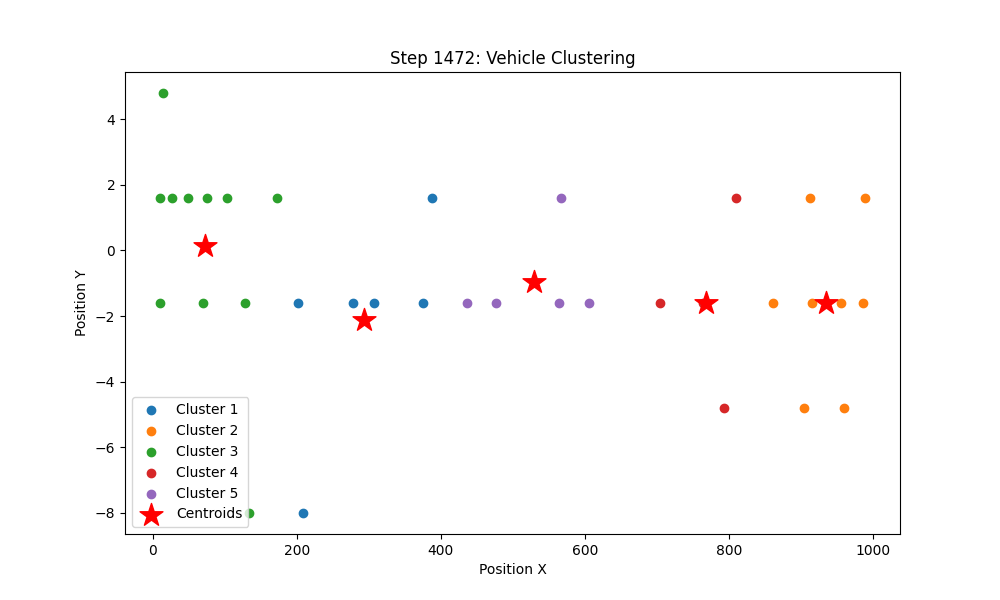 Step 1472: Vehicle Clustering
Position Y
4
2
0
−2
−4
−6
−8
Cluster 1
Cluster 2
Cluster 3
Cluster 4
Cluster 5
Centroids
0 200 400 600 800 1000
Position X